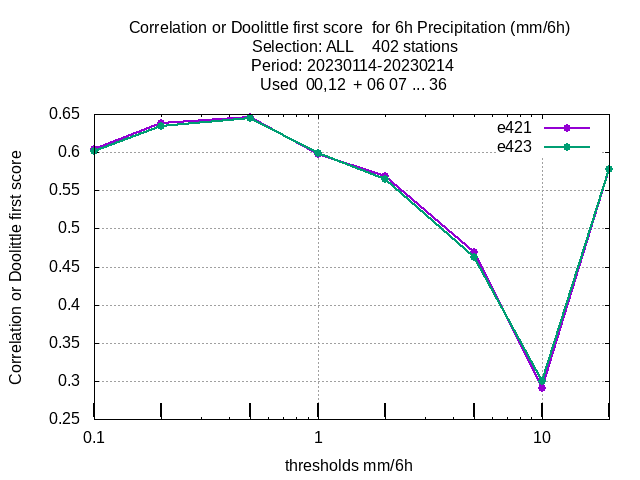 Correlation or Doolittle first score  for 6h Precipitation (mm/6h)
Selection: ALL    402 stations
Period: 20230114-20230214
Used  00,12  + 06 07 ... 36
e421
e423
0.65
0.6
0.55
0.5
0.45
0.4
0.35
0.3
0.25
Correlation or Doolittle first score
0.1 1 10
thresholds mm/6h